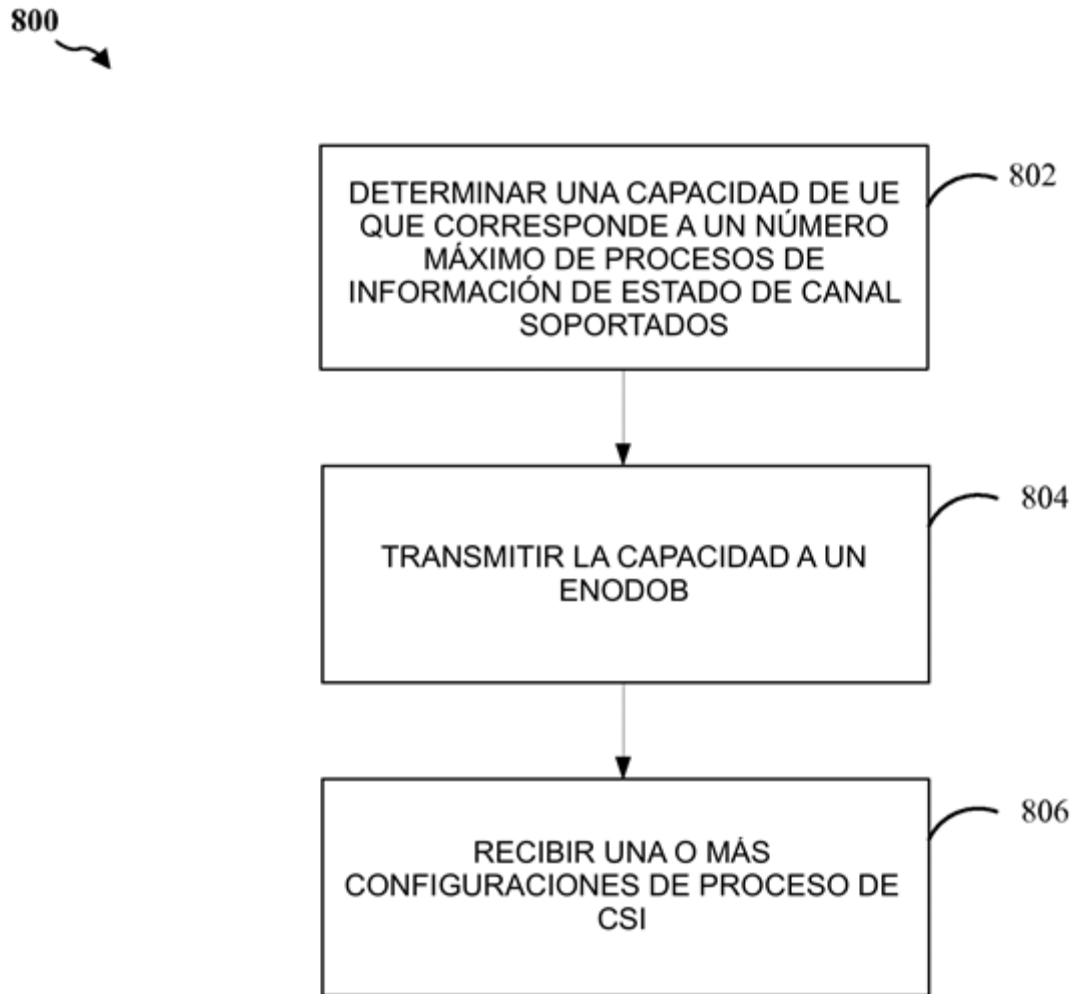 800
DETERMINAR UNA CAPACIDAD DE UE
QUE CORRESPONDE A UN NÚMERO
MÁXIMO DE PROCESOS DE
INFORMACIÓN DE ESTADO DE CANAL
SOPORTADOS
802
TRANSMITIR LA CAPACIDAD A UN
ENODOB
804
RECIBIR UNA O MÁS
CONFIGURACIONES DE PROCESO DE
CSI
806